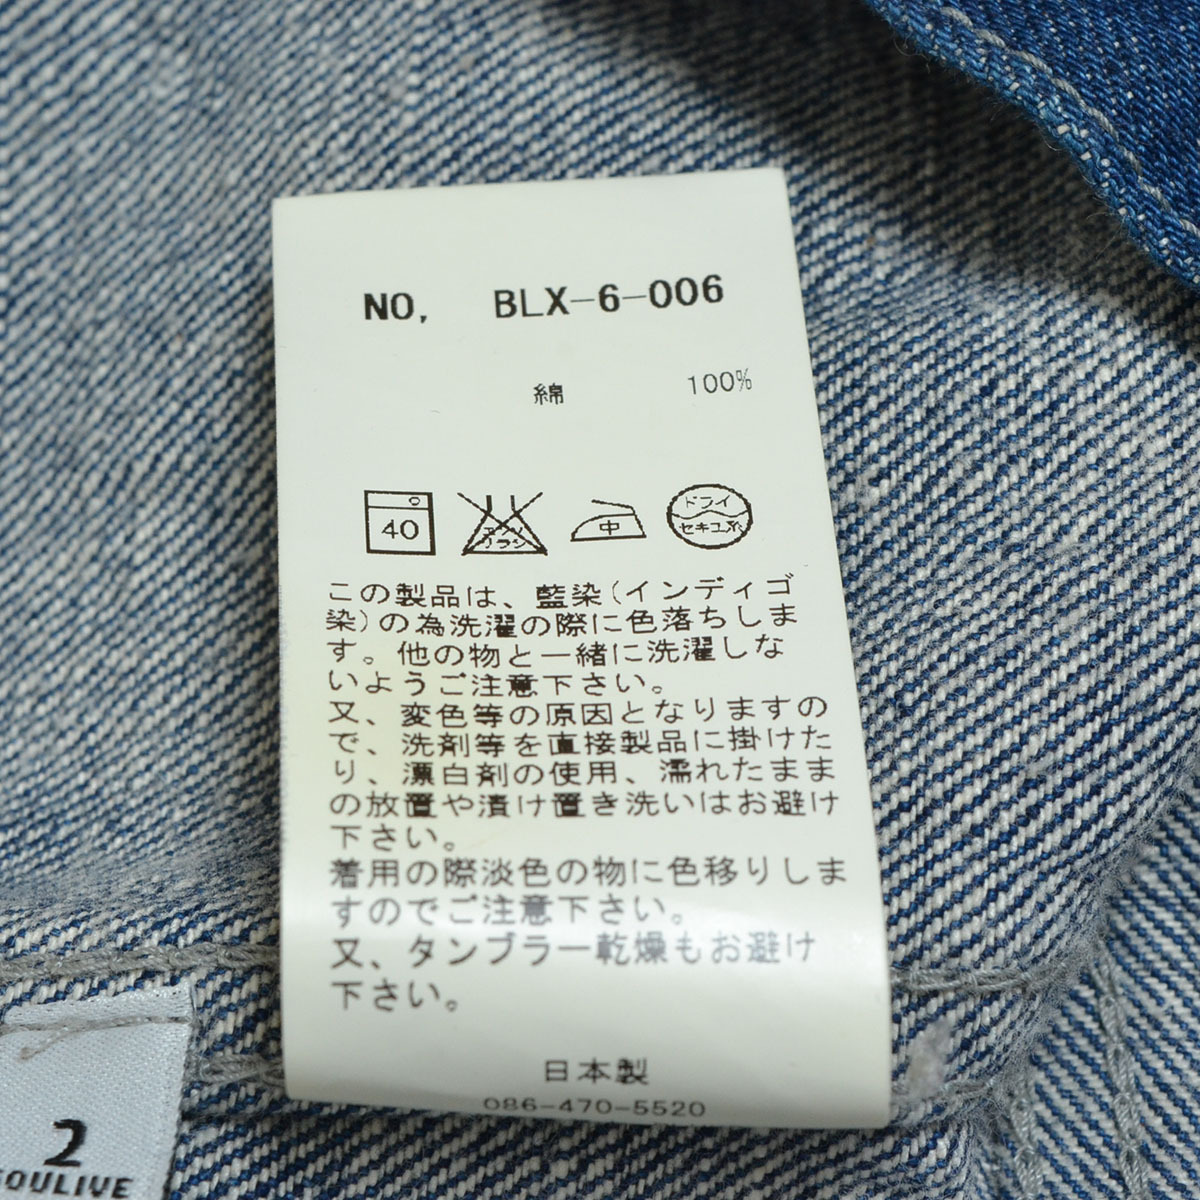 NO, BLX-6-006
綿 100%
40
エンソ
サラシ
中
ドライ
セキユ系
この製品は、藍染(インディゴ
染)の為洗濯の際に色落ちしま
す。他の物と一緒に洗濯しな
いようご注意下さい。
又、変色等の原因となりますの
で、洗剤等を直接製品に掛けた
り、漂白剤の使用、濡れたまま
の放置や漬け置き洗いはお避け
下さい。
着用の際淡色の物に色移りしま
すのでご注意下さい。
又、タンブラー乾燥もお避け
下さい。
日本製
086-470-5520
2
SOULIVE